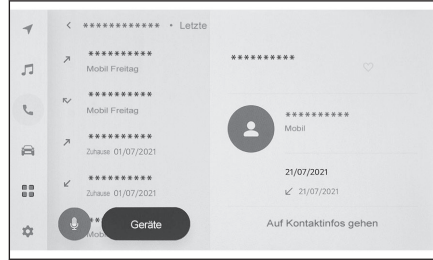 ************ • Letzte
**********
Mobil Freitag
**********
Mobil Freitag
**********
Zuhause 01/07/2021
**********
Zuhause 01/07/2021
**
Mobi
Geräte
**********
**********
Mobil
21/07/2021
21/07/2021
Auf Kontaktinfos gehen